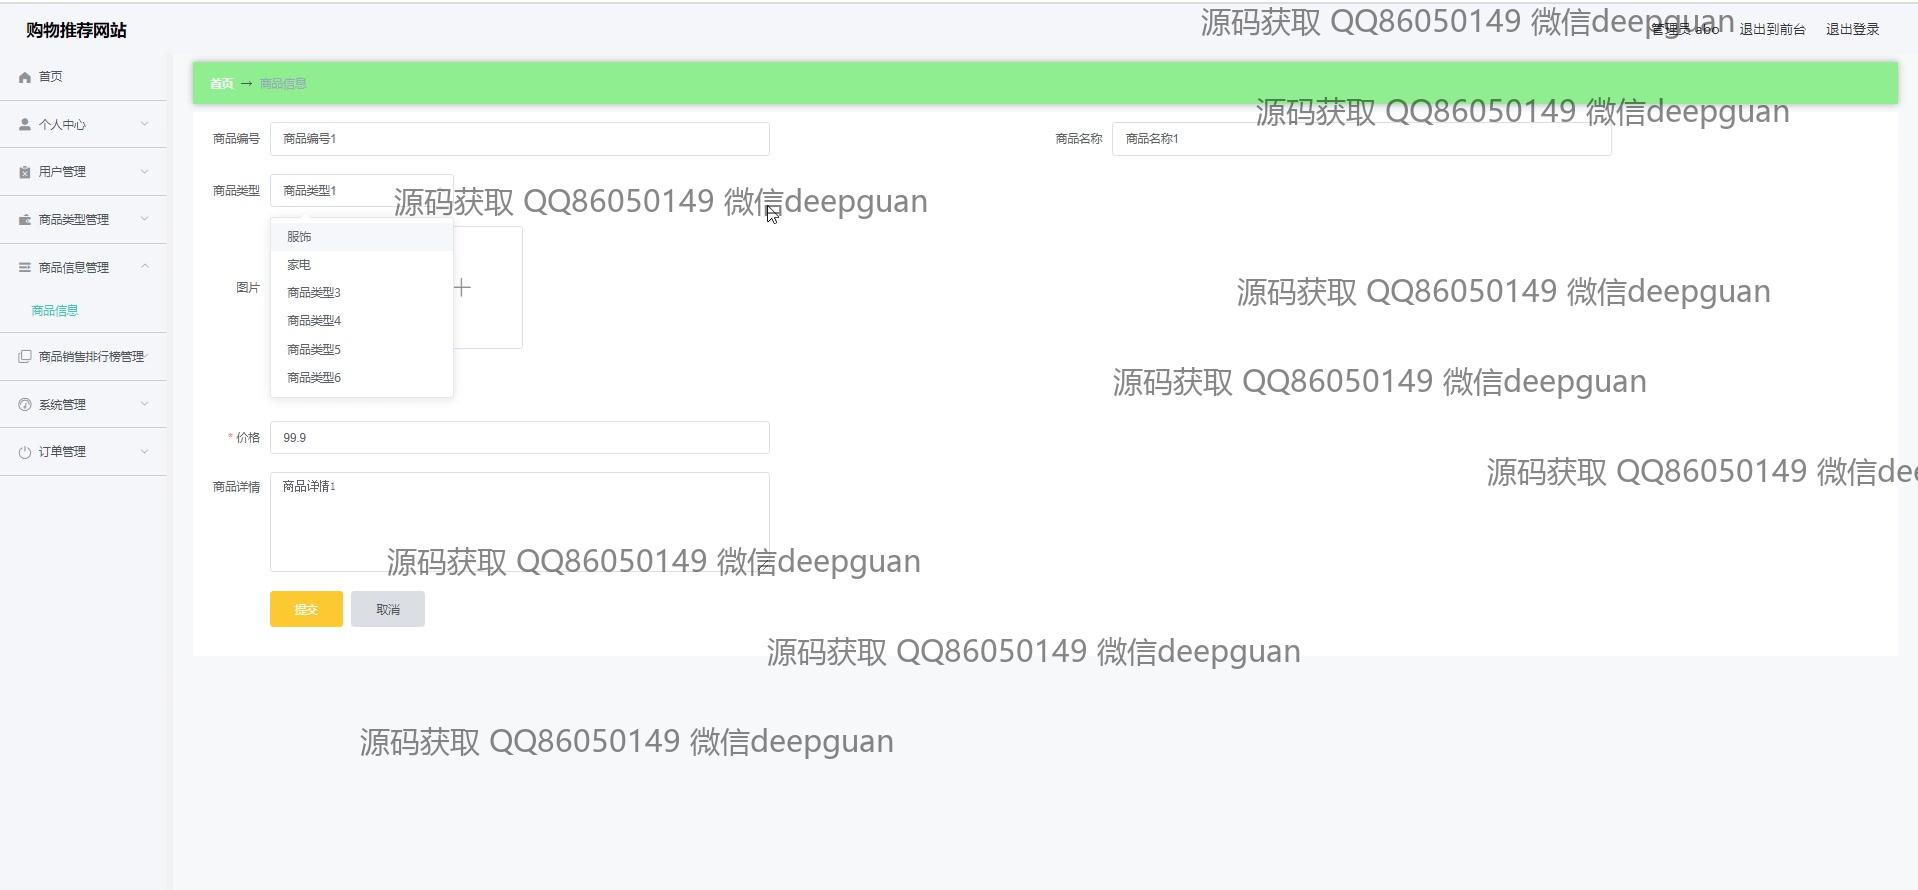 购物推荐网站
源码获取 QQ86050149 微信deepguan
管理员 abo 退出到前台 退出登录
首页
个人中心
用户管理
商品类型管理
商品信息管理
商品信息
商品销售排行榜管理
系统管理
订单管理
首页 → 商品信息
源码获取 QQ86050149 微信deepguan
商品编号 商品编号1
商品名称 商品名称1
商品类型 商品类型1
源码获取 QQ86050149 微信deepguan
服饰
家电
商品类型3
商品类型4
商品类型5
商品类型6
图片
源码获取 QQ86050149 微信deepguan
源码获取 QQ86050149 微信deepguan
* 价格 99.9
源码获取 QQ86050149 微信dee
商品详情 商品详情1
源码获取 QQ86050149 微信deepguan
提交 取消
源码获取 QQ86050149 微信deepguan
源码获取 QQ86050149 微信deepguan